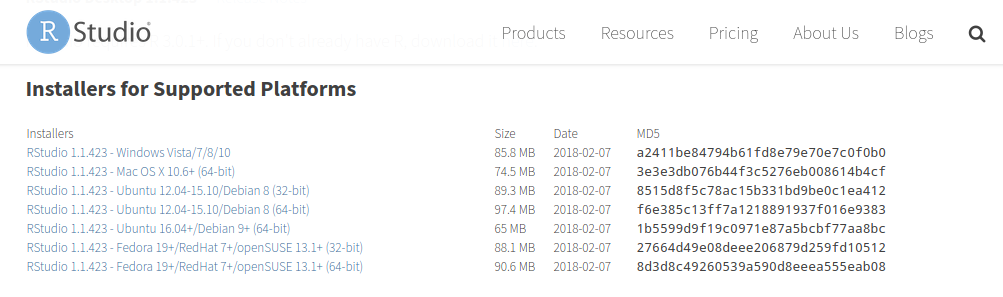 R Studio®
Products Resources Pricing About Us Blogs
Installers for Supported Platforms
Installers Size Date MD5
RStudio 1.1.423 - Windows Vista/7/8/10 85.8 MB 2018-02-07 a2411be84794b61fd8e79e70e7c0f0b0
RStudio 1.1.423 - Mac OS X 10.6+ (64-bit) 74.5 MB 2018-02-07 3e3e3db076b44f3c5276eb008614b4cf
RStudio 1.1.423 - Ubuntu 12.04-15.10/Debian 8 (32-bit) 89.3 MB 2018-02-07 8515d8f5c78ac15b331bd9be0c1ea412
RStudio 1.1.423 - Ubuntu 12.04-15.10/Debian 8 (64-bit) 97.4 MB 2018-02-07 f6e385c13ff7a1218891937f016e9383
RStudio 1.1.423 - Ubuntu 16.04+/Debian 9+ (64-bit) 65 MB 2018-02-07 1b5599d9f19c0971e87a5bcbf77aa8bc
RStudio 1.1.423 - Fedora 19+/RedHat 7+/openSUSE 13.1+ (32-bit) 88.1 MB 2018-02-07 27664d49e08deee206879d259fd10512
RStudio 1.1.423 - Fedora 19+/RedHat 7+/openSUSE 13.1+ (64-bit) 90.6 MB 2018-02-07 8d3d8c49260539a590d8eeea555eab08